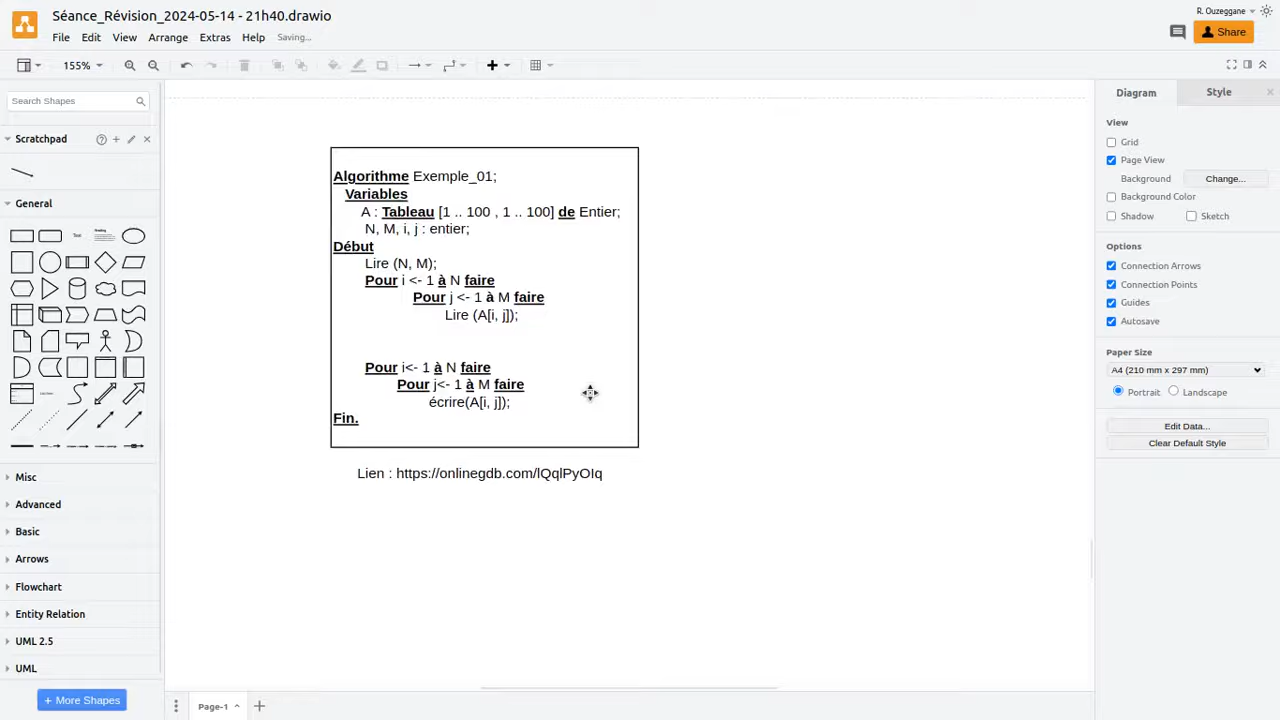 Séance_Révision_2024-05-14 - 21h40.drawio
R. Ouzeggane
File Edit View Arrange Extras Help Saving...
Share
155%
Search Shapes
Scratchpad
General
Text
Heading
List Item
Misc
Advanced
Basic
Arrows
Flowchart
Entity Relation
UML 2.5
UML
+ More Shapes
Algorithme Exemple_01;
Variables
A : Tableau [1 .. 100 , 1 .. 100] de Entier;
N, M, i, j : entier;
Début
Lire (N, M);
Pour i <- 1 à N faire
Pour j <- 1 à M faire
Lire (A[i, j]);
Pour i<- 1 à N faire
Pour j<- 1 à M faire
écrire(A[i, j]);
Fin.
Lien : https://onlinegdb.com/lQqlPyOIq
Page-1
Diagram Style
View
Grid
Page View
Background Change...
Background Color
Shadow Sketch
Options
Connection Arrows
Connection Points
Guides
Autosave
Paper Size
A4 (210 mm x 297 mm)
Portrait Landscape
Edit Data...
Clear Default Style